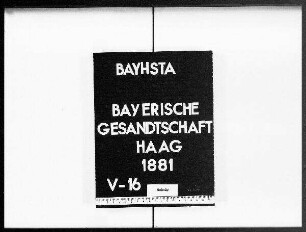 BAYHSTA
BAYERISCHE
GESANDTSCHAFT
HAAG
1881
V-16